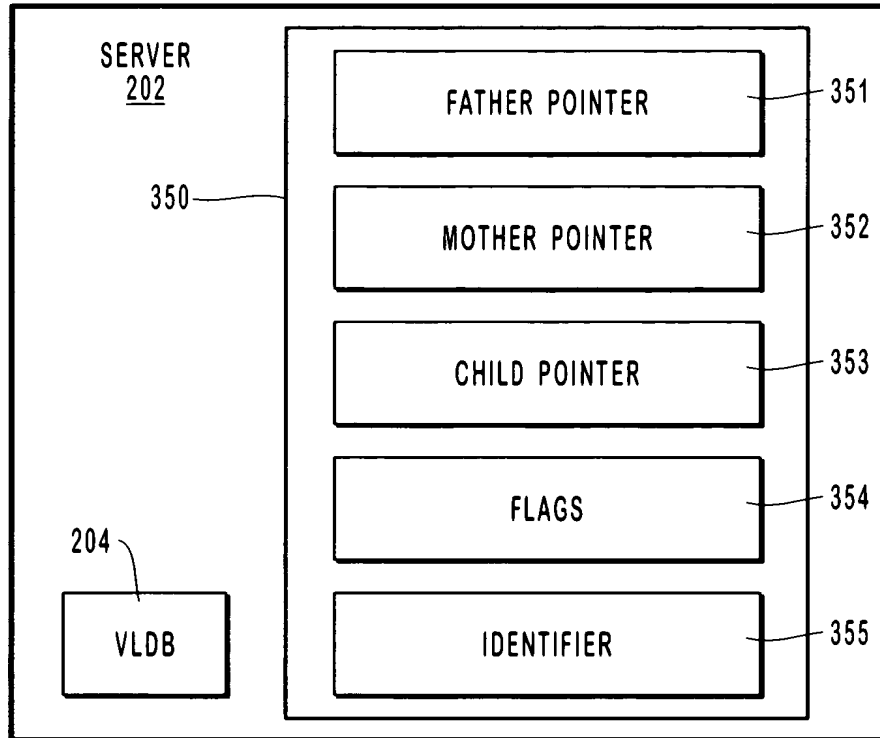 SERVER
202
FATHER POINTER
351
350
MOTHER POINTER
352
CHILD POINTER
353
FLAGS
354
204
VLDB
IDENTIFIER
355